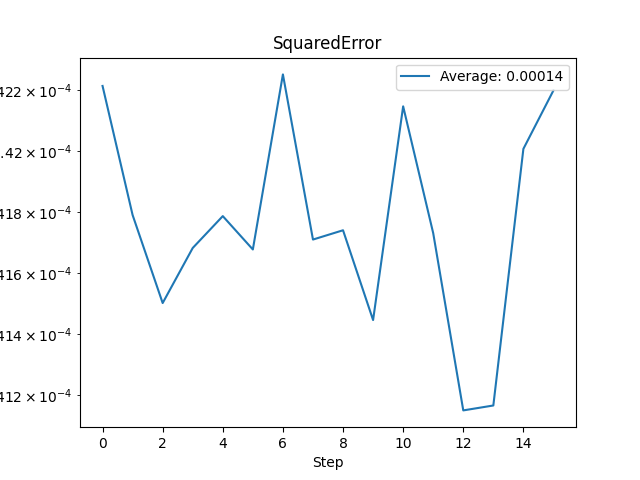 SquaredError
Average: 0.00014
422 × 10⁻⁴
.42 × 10⁻⁴
418 × 10⁻⁴
416 × 10⁻⁴
414 × 10⁻⁴
412 × 10⁻⁴
0 2 4 6 8 10 12 14
Step